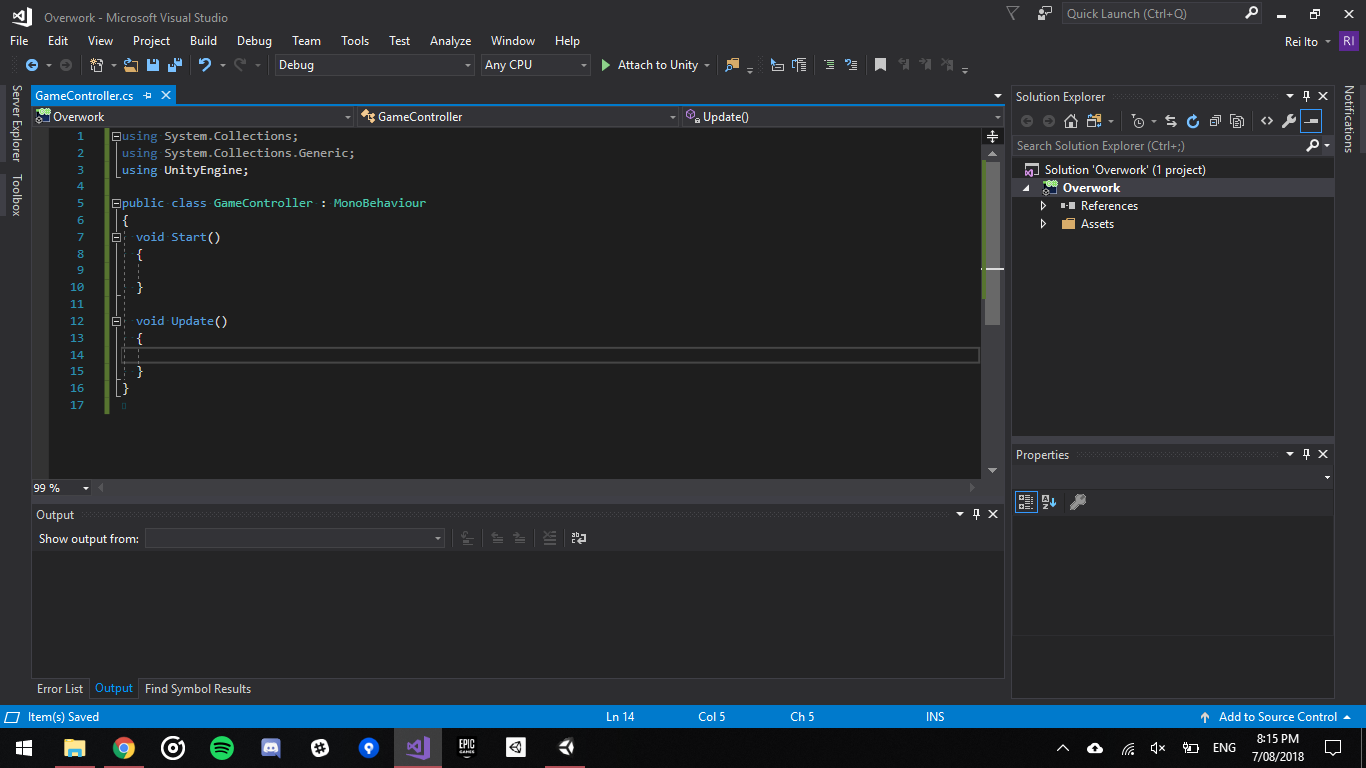 Overwork - Microsoft Visual Studio
Quick Launch (Ctrl+Q)
File Edit View Project Build Debug Team Tools Test Analyze Window Help
Rei Ito RI
Debug Any CPU Attach to Unity
Server Explorer
Toolbox
GameController.cs
Overwork GameController Update()
1 using System.Collections;
2 using System.Collections.Generic;
3 using UnityEngine;
4
5 public class GameController : MonoBehaviour
6 {
7 void Start()
8 {
9
10 }
11
12 void Update()
13 {
14
15 }
16 }
17
99 %
Output
Show output from:
Error List Output Find Symbol Results
Solution Explorer
Search Solution Explorer (Ctrl+;)
Solution 'Overwork' (1 project)
Overwork
References
Assets
Properties
Notifications
Item(s) Saved Ln 14 Col 5 Ch 5 INS Add to Source Control
EPIC GAMES
ENG
8:15 PM
7/08/2018